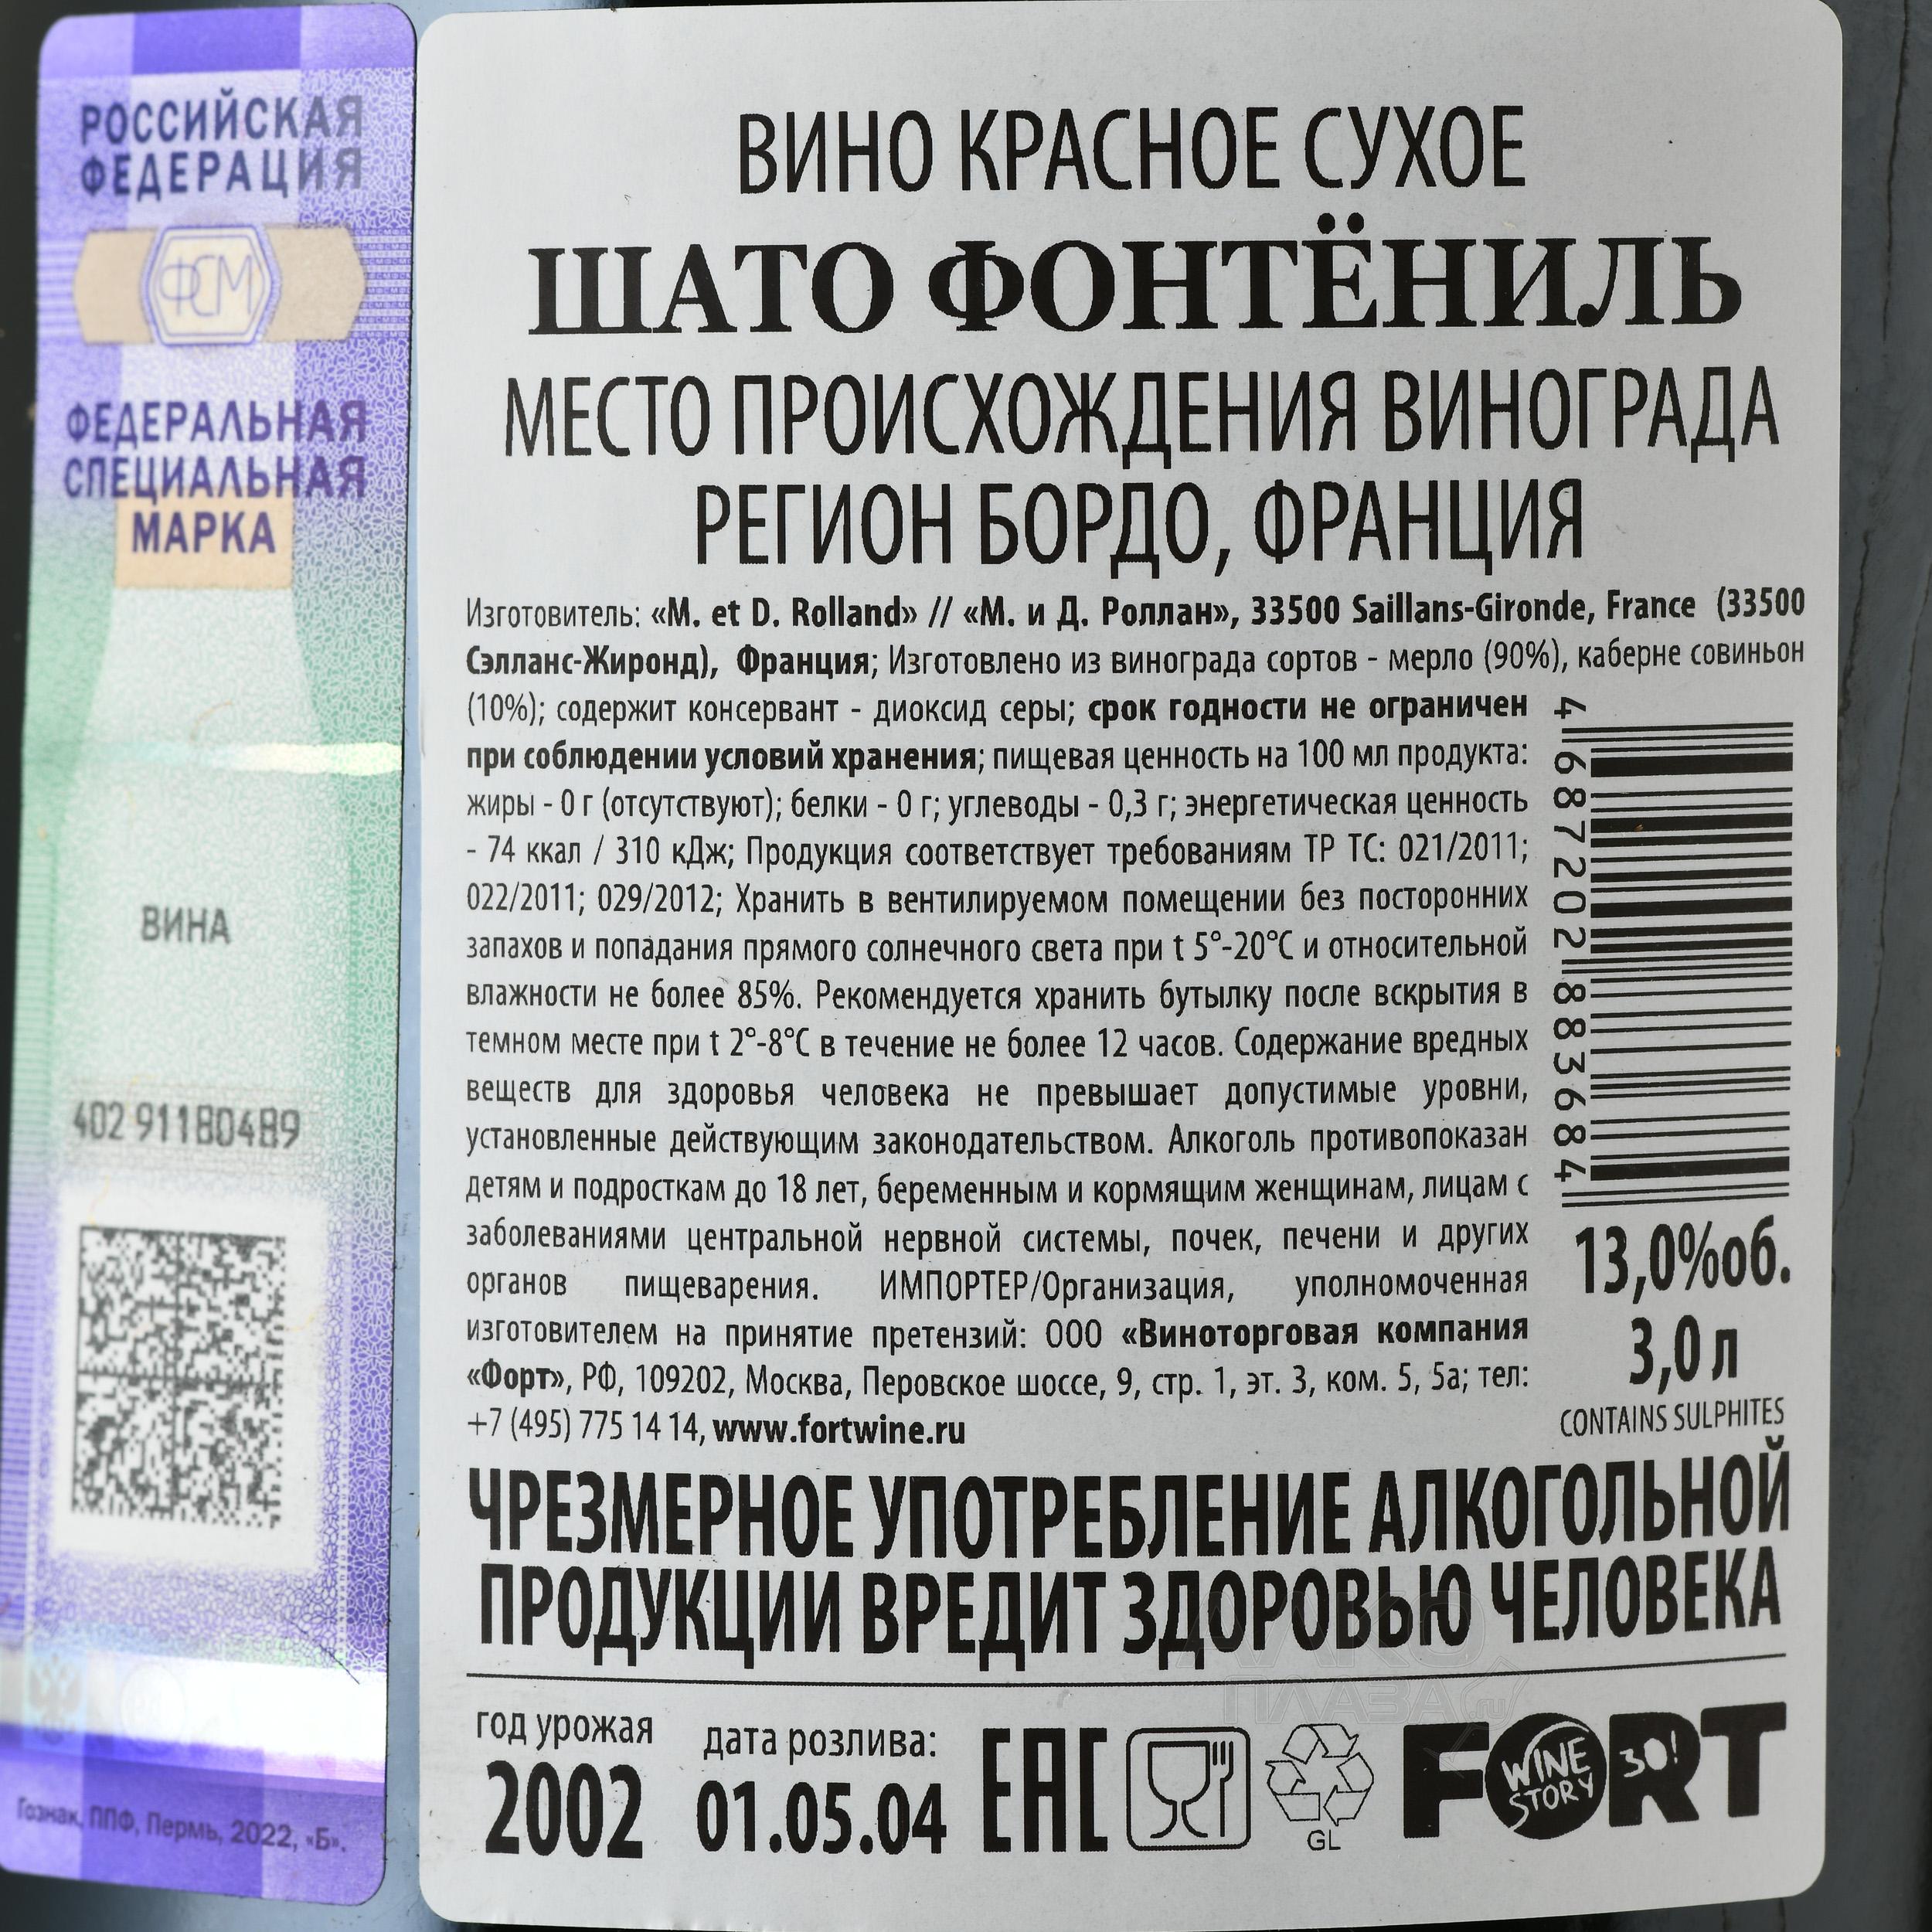 РОССИЙСКАЯ
ФЕДЕРАЦИЯ
ФСМ
ФЕДЕРАЛЬНАЯ
СПЕЦИАЛЬНАЯ
МАРКА
ВИНА
402 91180489
Гознак, ППФ, Пермь, 2022, «Б».
ВИНО КРАСНОЕ СУХОЕ
ШАТО ФОНТЁНИЛЬ
МЕСТО ПРОИСХОЖДЕНИЯ ВИНОГРАДА
РЕГИОН БОРДО, ФРАНЦИЯ
Изготовитель: «M. et D. Rolland» // «М. и Д. Роллан», 33500 Saillans-Gironde, France (33500
Сэлланс-Жиронд), Франция; Изготовлено из винограда сортов - мерло (90%), каберне совиньон
(10%); содержит консервант - диоксид серы; срок годности не ограничен
при соблюдении условий хранения; пищевая ценность на 100 мл продукта:
жиры - 0 г (отсутствуют); белки - 0 г; углеводы - 0,3 г; энергетическая ценность
- 74 ккал / 310 кДж; Продукция соответствует требованиям ТР ТС: 021/2011;
022/2011; 029/2012; Хранить в вентилируемом помещении без посторонних
запахов и попадания прямого солнечного света при t 5°-20°C и относительной
влажности не более 85%. Рекомендуется хранить бутылку после вскрытия в
темном месте при t 2°-8°C в течение не более 12 часов. Содержание вредных
веществ для здоровья человека не превышает допустимые уровни,
установленные действующим законодательством. Алкоголь противопоказан
детям и подросткам до 18 лет, беременным и кормящим женщинам, лицам с
заболеваниями центральной нервной системы, почек, печени и других
органов пищеварения. ИМПОРТЕР/Организация, уполномоченная
изготовителем на принятие претензий: ООО «Виноторговая компания
«Форт», РФ, 109202, Москва, Перовское шоссе, 9, стр. 1, эт. 3, ком. 5, 5а; тел:
+7 (495) 775 14 14, www.fortwine.ru
4 687202 883684
13,0%об.
3,0 л
CONTAINS SULPHITES
ЧРЕЗМЕРНОЕ УПОТРЕБЛЕНИЕ АЛКОГОЛЬНОЙ
ПРОДУКЦИИ ВРЕДИТ ЗДОРОВЬЮ ЧЕЛОВЕКА
АЛКО
ПЛАЗА.ru
год урожая
2002
дата розлива:
01.05.04
EAC
GL
FORT
WINE
STORY
30!